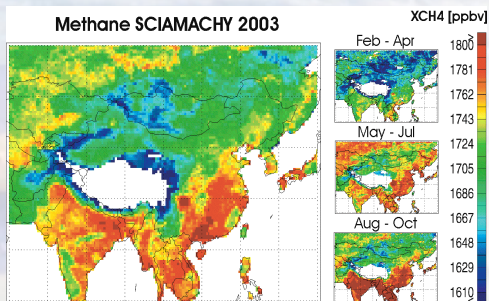 Methane SCIAMACHY 2003
XCH4 [ppbv]
Feb - Apr
May - Jul
Aug - Oct
1800
1781
1762
1743
1724
1705
1686
1667
1648
1629
1610